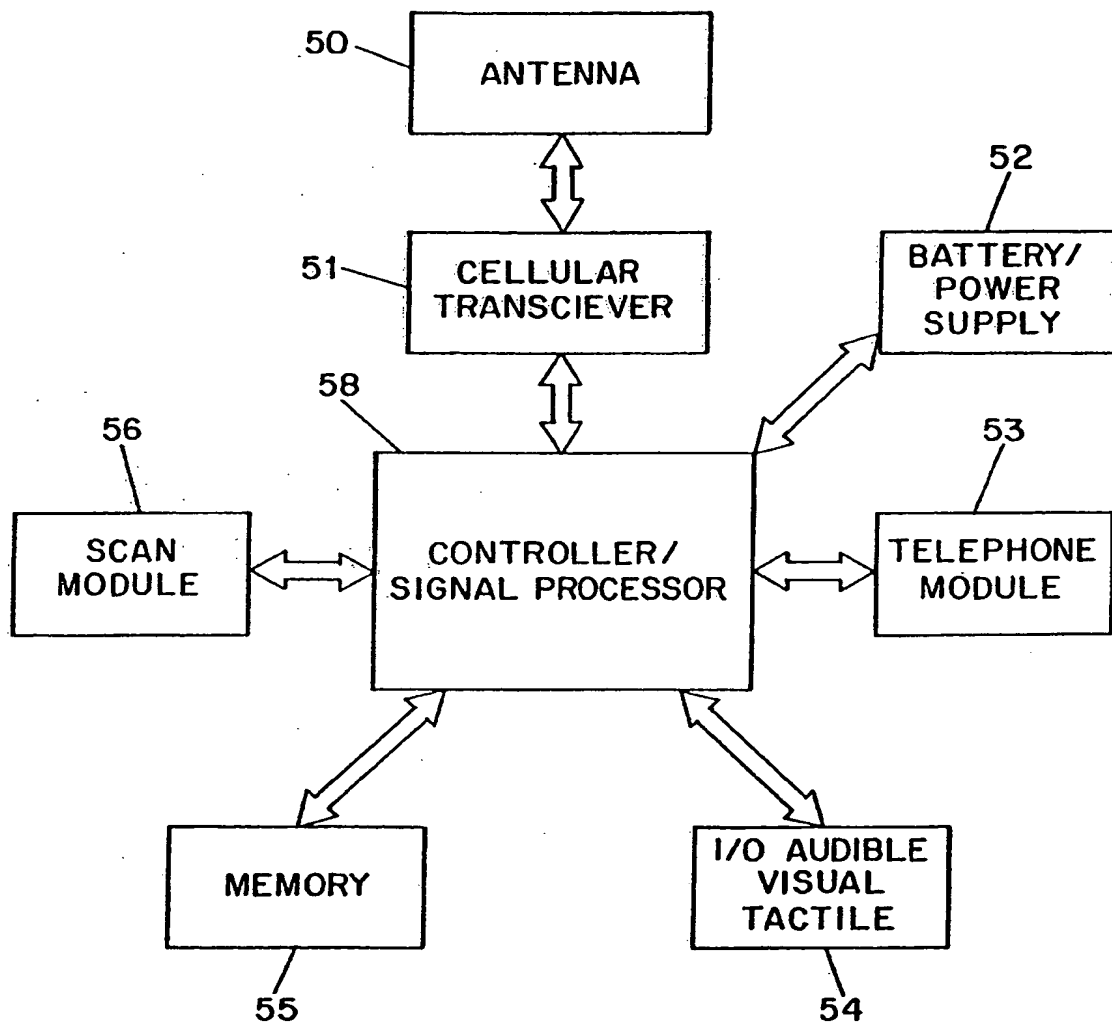 50
ANTENNA
52
51
CELLULAR
TRANSCIEVER
BATTERY/
POWER
SUPPLY
58
56
53
SCAN
MODULE
CONTROLLER/
SIGNAL PROCESSOR
TELEPHONE
MODULE
MEMORY
I/O AUDIBLE
VISUAL
TACTILE
55
54